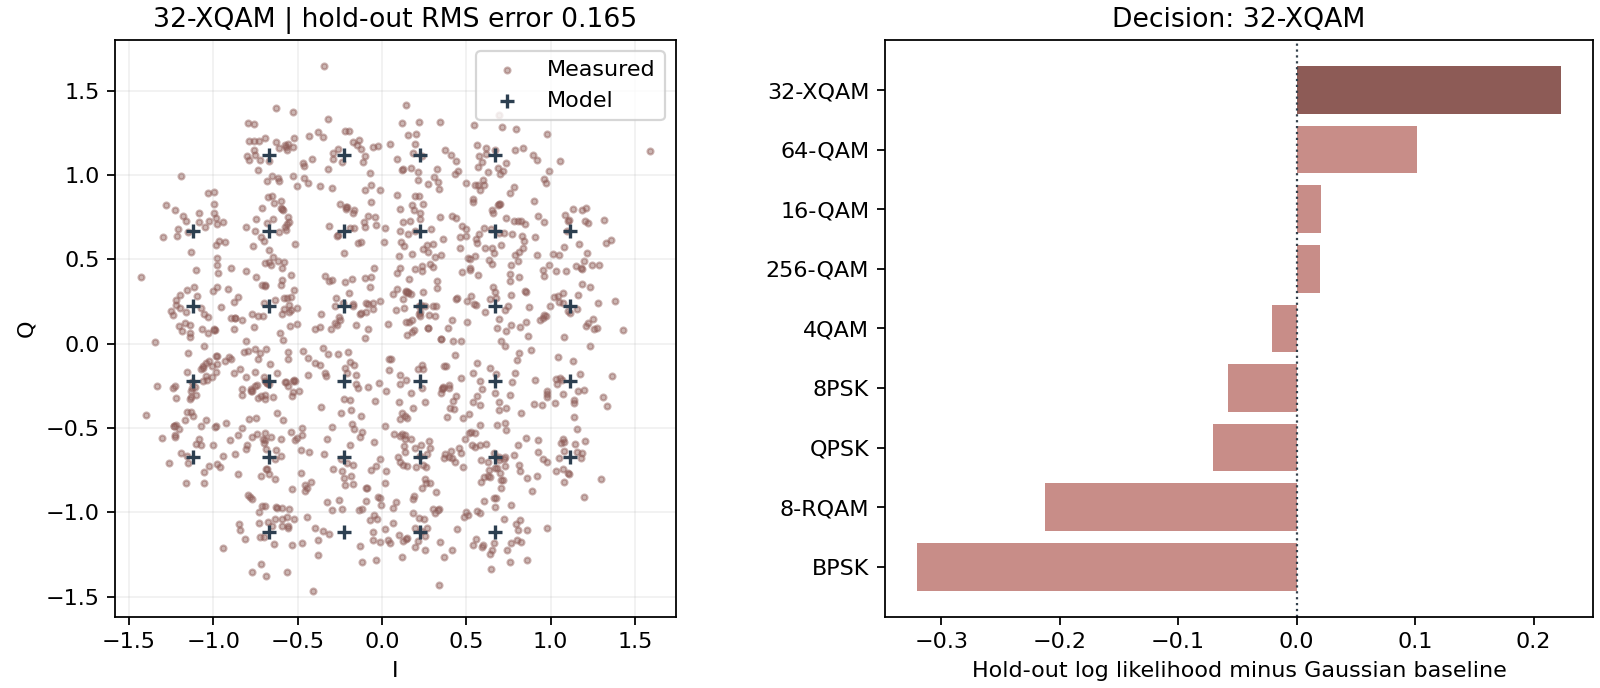 32-XQAM | hold-out RMS error 0.165
Measured
Model
1.5
1.0
0.5
0.0
−0.5
−1.0
−1.5
Q
−1.5 −1.0 −0.5 0.0 0.5 1.0 1.5
I
Decision: 32-XQAM
32-XQAM
64-QAM
16-QAM
256-QAM
4QAM
8PSK
QPSK
8-RQAM
BPSK
−0.3 −0.2 −0.1 0.0 0.1 0.2
Hold-out log likelihood minus Gaussian baseline